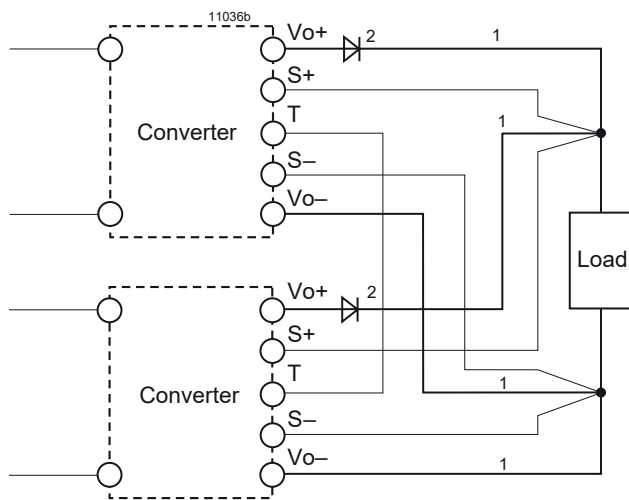 11036b
Vo+
2
1
S+
T
1
Converter
S–
Vo–
Load
Vo+
2
S+
T
1
Converter
S–
Vo–
1